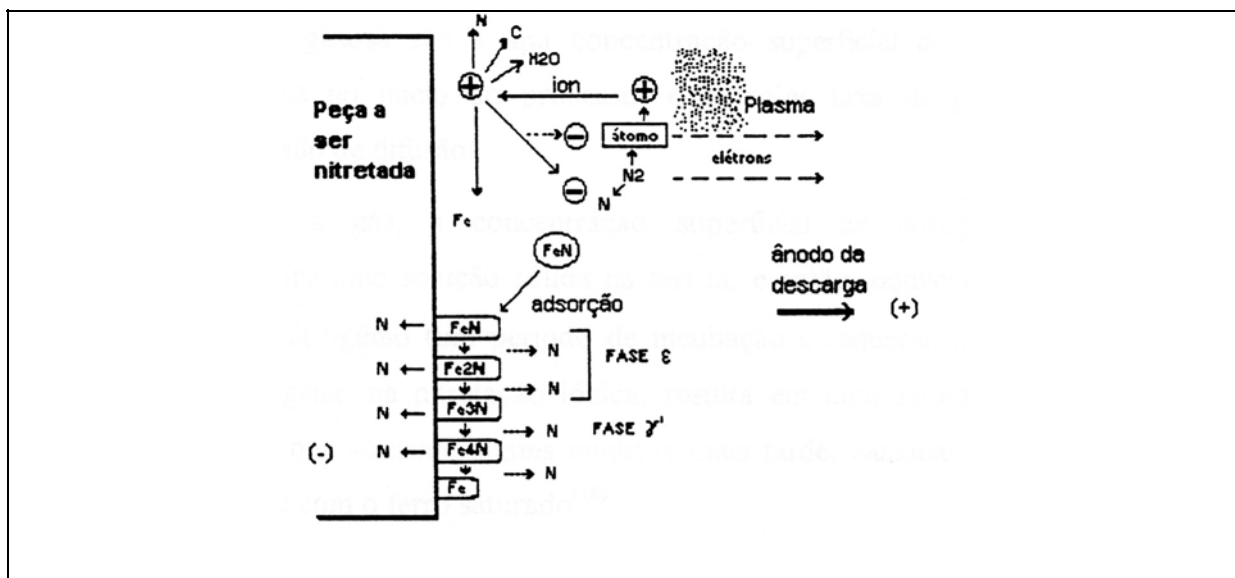 N
C
H2O
ion
Plasma
Peça a
ser
nitretada
átomo
elétrons
N2
N
Fe
FeN
ânodo da
descarga
(+)
adsorção
N FeN
N
Fe2N
N
FASE ε
N
N
Fe3N
N
FASE γ'
N
(-)
N
Fe4N
N
Fe